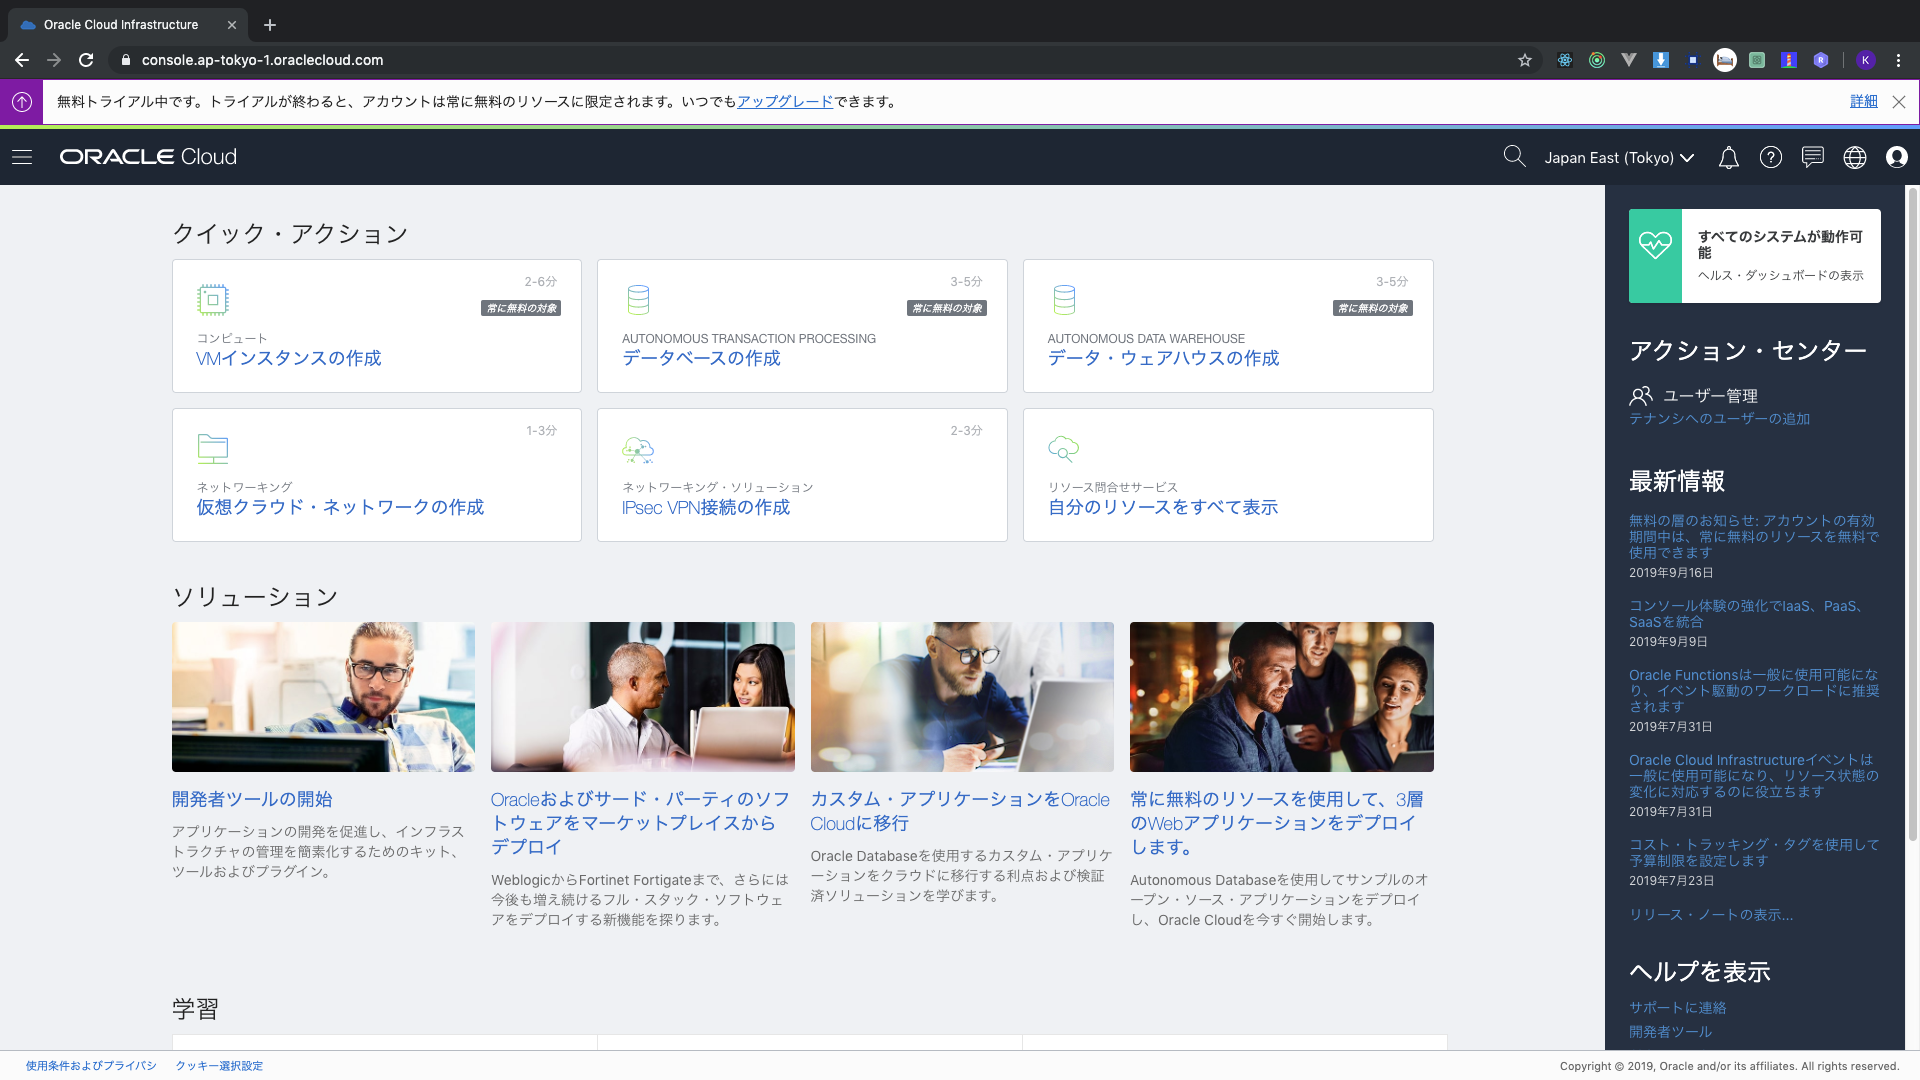 Oracle Cloud Infrastructure
console.ap-tokyo-1.oraclecloud.com
K
無料トライアル中です。トライアルが終わると、アカウントは常に無料のリソースに限定されます。いつでもアップグレードできます。
詳細
ORACLE Cloud
Japan East (Tokyo)
クイック・アクション
2-6分
常に無料の対象
コンピュート
VMインスタンスの作成
3-5分
常に無料の対象
AUTONOMOUS TRANSACTION PROCESSING
データベースの作成
3-5分
常に無料の対象
AUTONOMOUS DATA WAREHOUSE
データ・ウェアハウスの作成
1-3分
ネットワーキング
仮想クラウド・ネットワークの作成
2-3分
ネットワーキング・ソリューション
IPsec VPN接続の作成
リソース問合せサービス
自分のリソースをすべて表示
ソリューション
開発者ツールの開始
アプリケーションの開発を促進し、インフラス
トラクチャの管理を簡素化するためのキット、
ツールおよびプラグイン。
Oracleおよびサード・パーティのソフ
トウェアをマーケットプレイスから
デプロイ
WeblogicからFortinet Fortigateまで、さらには
今後も増え続けるフル・スタック・ソフトウェ
アをデプロイする新機能を探ります。
カスタム・アプリケーションをOracle
Cloudに移行
Oracle Databaseを使用するカスタム・アプリケ
ーションをクラウドに移行する利点および検証
済ソリューションを学びます。
常に無料のリソースを使用して、3層
のWebアプリケーションをデプロイ
します。
Autonomous Databaseを使用してサンプルのオ
ープン・ソース・アプリケーションをデプロイ
し、Oracle Cloudを今すぐ開始します。
学習
すべてのシステムが動作可
能
ヘルス・ダッシュボードの表示
アクション・センター
ユーザー管理
テナンシへのユーザーの追加
最新情報
無料の層のお知らせ: アカウントの有効
期間中は、常に無料のリソースを無料で
使用できます
2019年9月16日
コンソール体験の強化でIaaS、PaaS、
SaaSを統合
2019年9月9日
Oracle Functionsは一般に使用可能にな
り、イベント駆動のワークロードに推奨
されます
2019年7月31日
Oracle Cloud Infrastructureイベントは
一般に使用可能になり、リソース状態の
変化に対応するのに役立ちます
2019年7月31日
コスト・トラッキング・タグを使用して
予算制限を設定します
2019年7月23日
リリース・ノートの表示...
ヘルプを表示
サポートに連絡
開発者ツール
使用条件およびプライバシ
クッキー選択設定
Copyright © 2019, Oracle and/or its affiliates. All rights reserved.